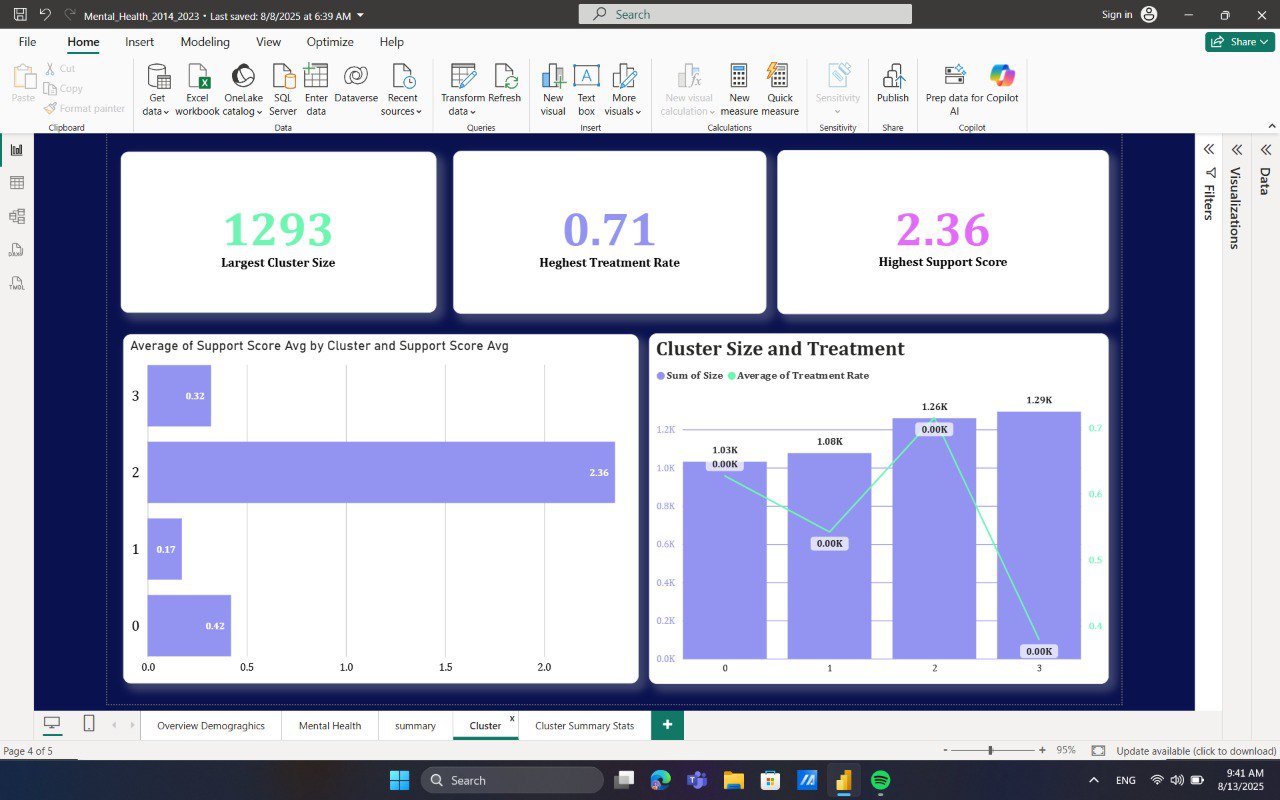 Mental_Health_2014_2023 • Last saved: 8/8/2025 at 6:39 AM
Search
Sign in
File Home Insert Modeling View Optimize Help
Share
Paste
Cut
Copy
Format painter
Clipboard
Get data
Excel workbook
OneLake catalog
SQL Server
Enter data
Dataverse
Recent sources
Data
Transform data
Refresh
Queries
New visual
A
Text box
More visuals
Insert
New visual calculation
New measure
Quick measure
Calculations
Sensitivity
Sensitivity
Publish
Share
Prep data for AI
Copilot
Copilot
1293
Largest Cluster Size
0.71
Heghest Treatment Rate
2.36
Highest Support Score
Average of Support Score Avg by Cluster and Support Score Avg
3
0.32
2
2.36
1
0.17
0
0.42
0.0 0.5 1.0 1.5 2.0
Cluster Size and Treatment
Sum of Size Average of Treatment Rate
1.2K
1.0K
0.8K
0.6K
0.4K
0.2K
0.0K
1.03K
0.00K
1.08K
0.00K
1.26K
0.00K
1.29K
0.00K
0.7
0.6
0.5
0.4
0 1 2 3
Filters
Visualizations
Data
DAX
TMDL
Overview Demograghics
Mental Health
summary
Cluster
x
Cluster Summary Stats
+
Page 4 of 5
- + 95%
Update available (click to download)
Search
ENG
9:41 AM
8/13/2025